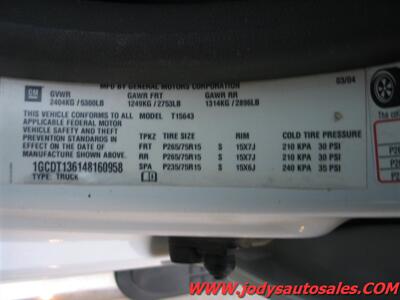 MFD BY GENERAL MOTORS CORPORATION 03/04
GM GVWR GAWR FRT GAWR RR
2404KG / 5300LB 1249KG / 2753LB 1314KG / 2896LB
THIS VEHICLE CONFORMS TO ALL MODEL T15643
APPLICABLE FEDERAL MOTOR
VEHICLE SAFETY AND BUMPER TPKZ TIRE SIZE RIM COLD TIRE PRESSURE
STANDARDS IN EFFECT ON THE DATE OF FRT P265/75R15 S 15X7J 210 KPA 30 PSI
MANUFACTURE SHOWN ABOVE. RR P265/75R15 S 15X7J 210 KPA 30 PSI
1GCDT136148160958 SPA P235/75R15 S 15X6J 240 KPA 35 PSI
TYPE: TRUCK
The
www.jodysautosales.com